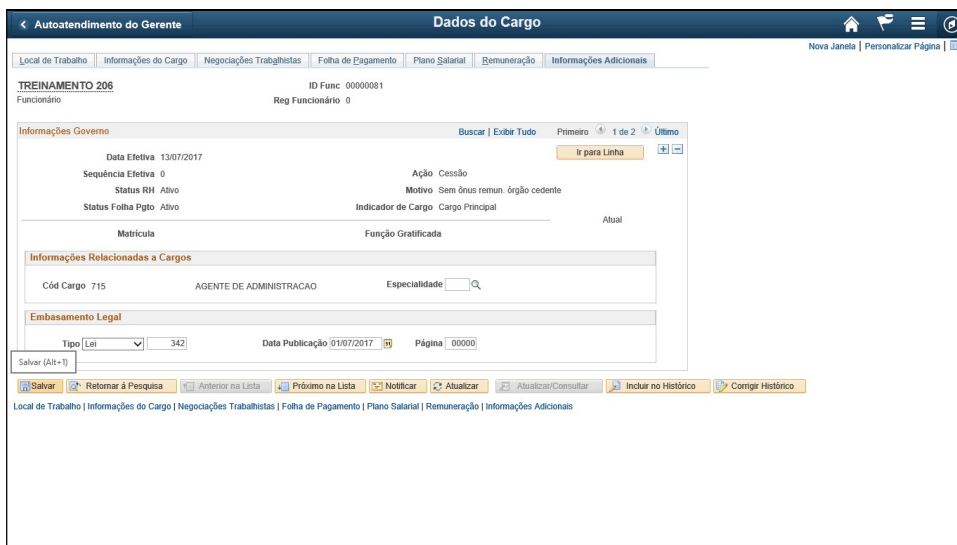 Autoatendimento do Gerente Dados do Cargo
Nova Janela | Personalizar Página |
Local de Trabalho Informações do Cargo Negociações Trabalhistas Folha de Pagamento Plano Salarial Remuneração Informações Adicionais
TREINAMENTO 206 ID Func 00000081
Funcionário Reg Funcionário 0
Informações Governo Buscar | Exibir Tudo Primeiro 1 de 2 Último
Ir para Linha
Data Efetiva 13/07/2017
Sequência Efetiva 0 Ação Cessão
Status RH Ativo Motivo Sem ônus remun. órgão cedente
Status Folha Pgto Ativo Indicador de Cargo Cargo Principal
Atual
Matrícula Função Gratificada
Informações Relacionadas a Cargos
Cód Cargo 715 AGENTE DE ADMINISTRACAO Especialidade
Embasamento Legal
Tipo Lei 342 Data Publicação 01/07/2017 Página 00000
Salvar (Alt+1)
Salvar Retornar á Pesquisa Anterior na Lista Próximo na Lista Notificar Atualizar Atualizar/Consultar Incluir no Histórico Corrigir Histórico
Local de Trabalho | Informações do Cargo | Negociações Trabalhistas | Folha de Pagamento | Plano Salarial | Remuneração | Informações Adicionais